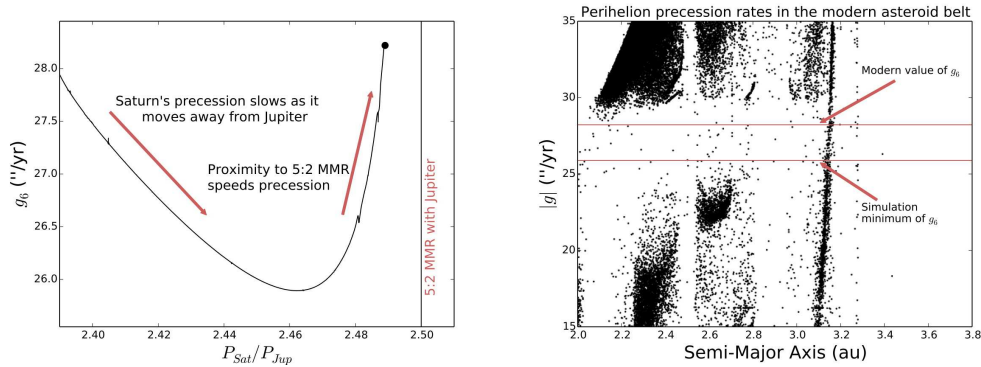 28.0
27.5
27.0
26.5
26.0
g₆ (''/yr)
Saturn's precession slows as it
moves away from Jupiter
Proximity to 5:2 MMR
speeds precession
5:2 MMR with Jupiter
2.40 2.42 2.44 2.46 2.48 2.50
P_Sat/P_Jup
Perihelion precession rates in the modern asteroid belt
35
30
25
20
15
|g| (''/yr)
Modern value of g₆
Simulation
minimum of g₆
2.0 2.2 2.4 2.6 2.8 3.0 3.2 3.4 3.6 3.8
Semi-Major Axis (au)